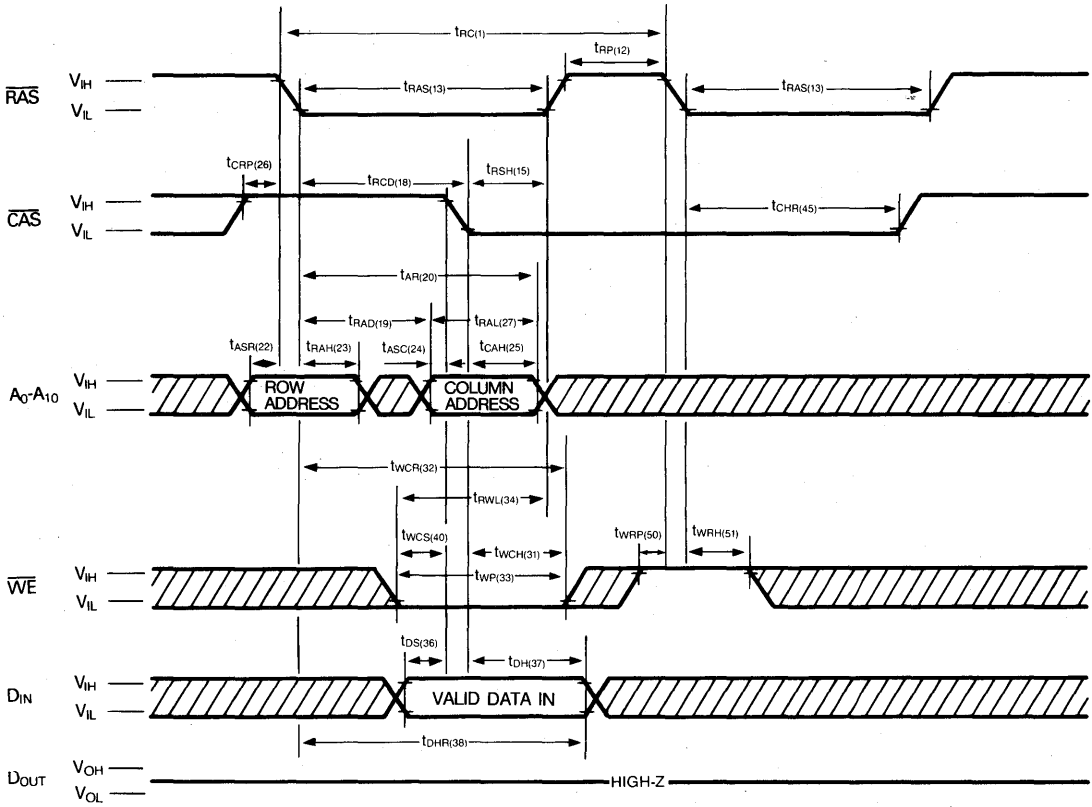 tRC(1)
tRP(12)
RAS
VIH
VIL
tRAS(13)
tRAS(13)
tCRP(26)
tRCD(18)
tRSH(15)
CAS
VIH
VIL
tCHR(45)
tAR(20)
tRAD(19)
tRAL(27)
tASR(22)
tRAH(23)
tASC(24)
tCAH(25)
A0-A10
VIH
VIL
ROW
ADDRESS
COLUMN
ADDRESS
tWCR(32)
tRWL(34)
tWCS(40)
tWCH(31)
tWRP(50)
tWRH(51)
tWP(33)
WE
VIH
VIL
tDS(36)
tDH(37)
DIN
VIH
VIL
VALID DATA IN
tDHR(38)
DOUT
VOH
VOL
HIGH-Z